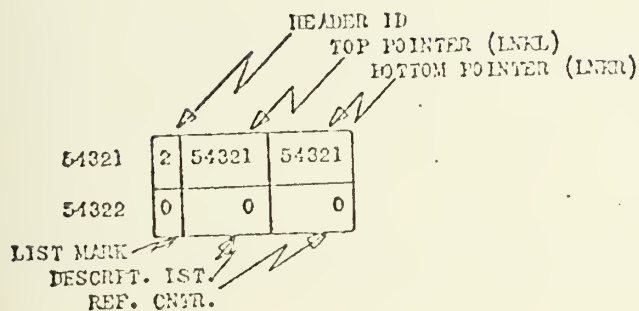 HEADER ID
TOP POINTER (LNKL)
BOTTOM POINTER (LNKR)
54321 2 54321 54321
54322 0 0 0
LIST MARK
DESCRIPT. LST.
REF. CNTR.